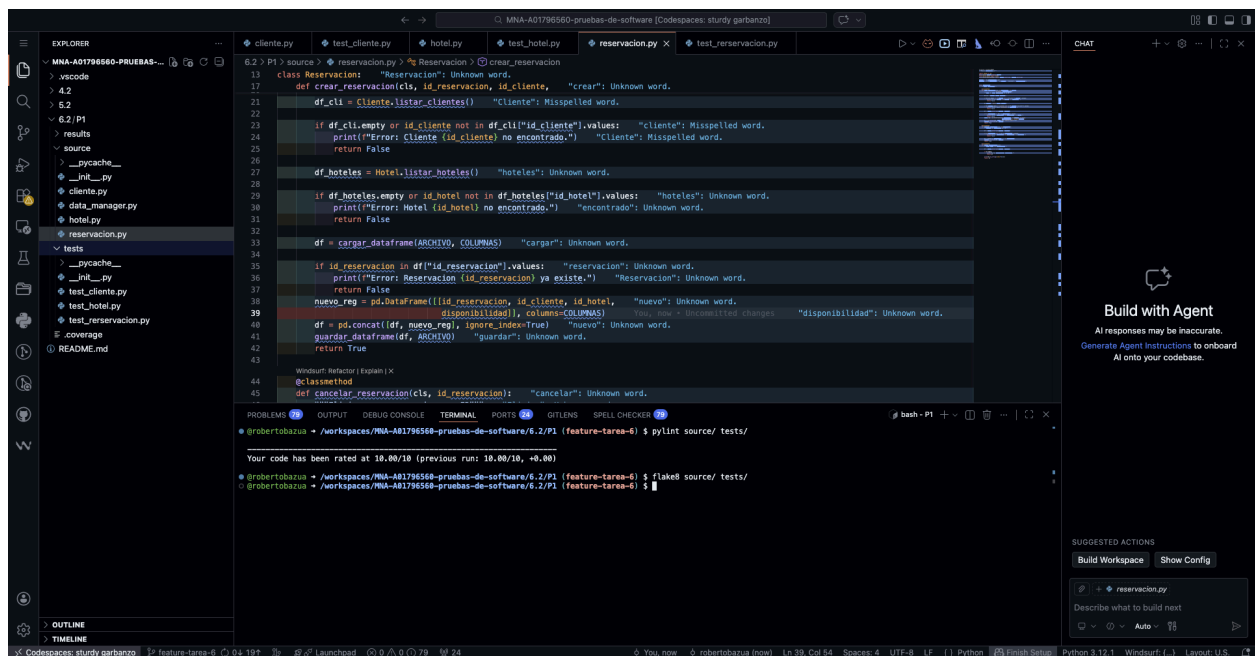 MNA-A01796560-pruebas-de-software [Codespaces: sturdy garbanzo]
EXPLORER
MNA-A01796560-PRUEBAS-...
.vscode
4.2
5.2
6.2/P1
results
source
__pycache__
__init__.py
cliente.py
data_manager.py
hotel.py
reservacion.py
tests
__pycache__
__init__.py
test_cliente.py
test_hotel.py
test_rerservacion.py
.coverage
README.md
OUTLINE
TIMELINE
cliente.py test_cliente.py hotel.py test_hotel.py reservacion.py test_rerservacion.py
6.2 > P1 > source > reservacion.py > Reservacion > crear_reservacion
13 class Reservacion: "Reservacion": Unknown word.
17 def crear_reservacion(cls, id_reservacion, id_cliente, "crear": Unknown word.
21 df_cli = Cliente.listar_clientes() "Cliente": Misspelled word.
22
23 if df_cli.empty or id_cliente not in df_cli["id_cliente"].values: "cliente": Misspelled word.
24 print(f"Error: Cliente {id_cliente} no encontrado.") "Cliente": Misspelled word.
25 return False
26
27 df_hoteles = Hotel.listar_hoteles() "hoteles": Unknown word.
28
29 if df_hoteles.empty or id_hotel not in df_hoteles["id_hotel"].values: "hoteles": Unknown word.
30 print(f"Error: Hotel {id_hotel} no encontrado.") "encontrado": Unknown word.
31 return False
32
33 df = cargar_dataframe(ARCHIVO, COLUMNAS) "cargar": Unknown word.
34
35 if id_reservacion in df["id_reservacion"].values: "reservacion": Unknown word.
36 print(f"Error: Reservacion {id_reservacion} ya existe.") "Reservacion": Unknown word.
37 return False
38 nuevo_reg = pd.DataFrame([[id_reservacion, id_cliente, id_hotel, "nuevo": Unknown word.
39 disponibilidad]], columns=COLUMNAS) You, now • Uncommitted changes "disponibilidad": Unknown word.
40 df = pd.concat([df, nuevo_reg], ignore_index=True) "nuevo": Unknown word.
41 guardar_dataframe(df, ARCHIVO) "guardar": Unknown word.
42 return True
43
Windsurf: Refactor | Explain | X
44 @classmethod
45 def cancelar_reservacion(cls, id_reservacion): "cancelar": Unknown word.
PROBLEMS 79 OUTPUT DEBUG CONSOLE TERMINAL PORTS 24 GITLENS SPELL CHECKER 79
bash - P1
@robertobazua → /workspaces/MNA-A01796560-pruebas-de-software/6.2/P1 (feature-tarea-6) $ pylint source/ tests/
Your code has been rated at 10.00/10 (previous run: 10.00/10, +0.00)
@robertobazua → /workspaces/MNA-A01796560-pruebas-de-software/6.2/P1 (feature-tarea-6) $ flake8 source/ tests/
@robertobazua → /workspaces/MNA-A01796560-pruebas-de-software/6.2/P1 (feature-tarea-6) $
CHAT
Build with Agent
AI responses may be inaccurate.
Generate Agent Instructions to onboard
AI onto your codebase.
SUGGESTED ACTIONS
Build Workspace Show Config
reservacion.py
Describe what to build next
Auto
Codespaces: sturdy garbanzo feature-tarea-6 0↓ 19↑ Launchpad 0 0 79 24 You, now robertobazua (now) Ln 39, Col 54 Spaces: 4 UTF-8 LF Python Finish Setup Python 3.12.1 Windsurf: {...} Layout: U.S.